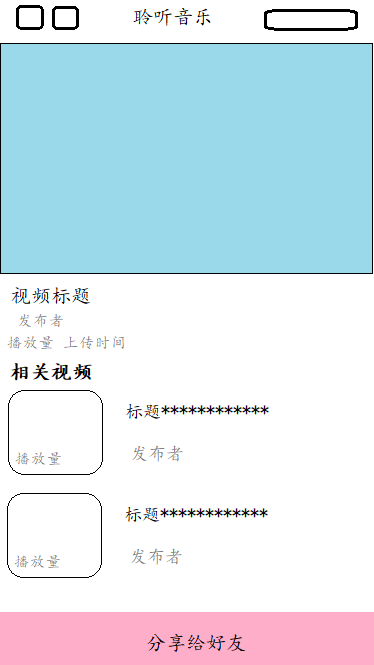 聆听音乐
视频标题
发布者
播放量 上传时间
相关视频
标题************
发布者
播放量
标题************
发布者
播放量
分享给好友